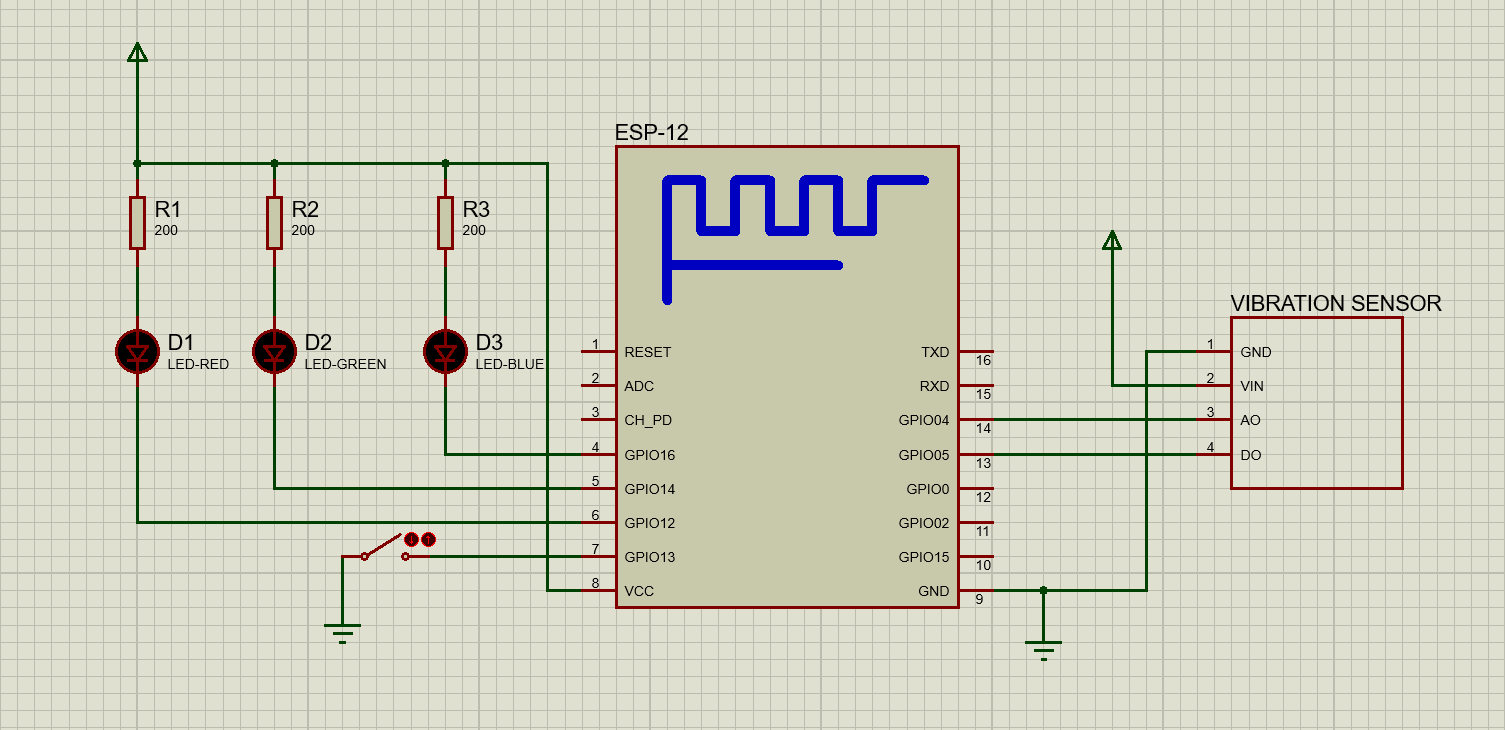 ESP-12
R1
200
R2
200
R3
200
VIBRATION SENSOR
D1
LED-RED
D2
LED-GREEN
D3
LED-BLUE
1 RESET
2 ADC
3 CH_PD
4 GPIO16
5 GPIO14
6 GPIO12
7 GPIO13
8 VCC
TXD 16
RXD 15
GPIO04 14
GPIO05 13
GPIO0 12
GPIO02 11
GPIO15 10
GND 9
1 GND
2 VIN
3 AO
4 DO